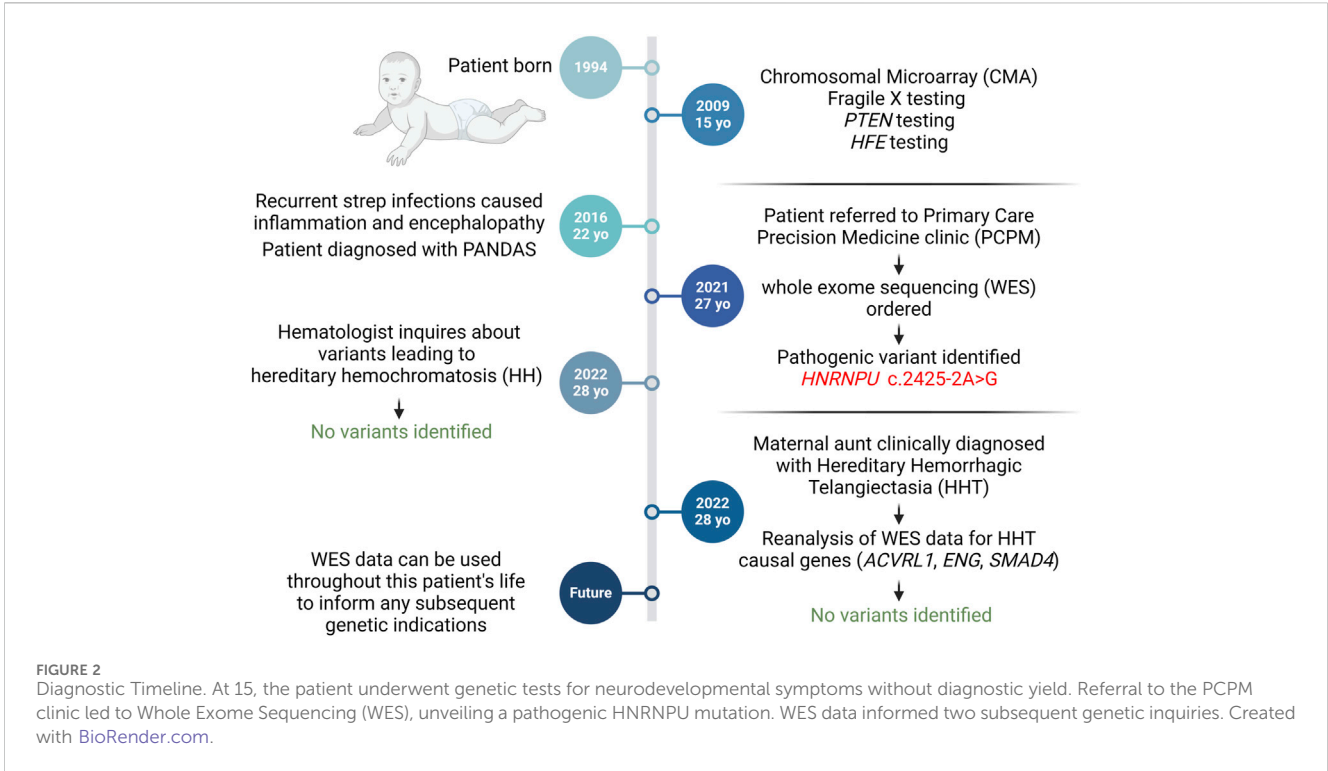 Patient born
1994
2009
15 yo
Chromosomal Microarray (CMA)
Fragile X testing
PTEN testing
HFE testing
Recurrent strep infections caused
inflammation and encephalopathy
Patient diagnosed with PANDAS
2016
22 yo
2021
27 yo
Patient referred to Primary Care
Precision Medicine clinic (PCPM)
whole exome sequencing (WES)
ordered
Pathogenic variant identified
HNRNPU c.2425-2A>G
Hematologist inquires about
variants leading to
hereditary hemochromatosis (HH)
No variants identified
2022
28 yo
2022
28 yo
Maternal aunt clinically diagnosed
with Hereditary Hemorrhagic
Telangiectasia (HHT)
Reanalysis of WES data for HHT
causal genes (ACVRL1, ENG, SMAD4)
No variants identified
WES data can be used
throughout this patient's life
to inform any subsequent
genetic indications
Future
FIGURE 2
Diagnostic Timeline. At 15, the patient underwent genetic tests for neurodevelopmental symptoms without diagnostic yield. Referral to the PCPM
clinic led to Whole Exome Sequencing (WES), unveiling a pathogenic HNRNPU mutation. WES data informed two subsequent genetic inquiries. Created
with BioRender.com.